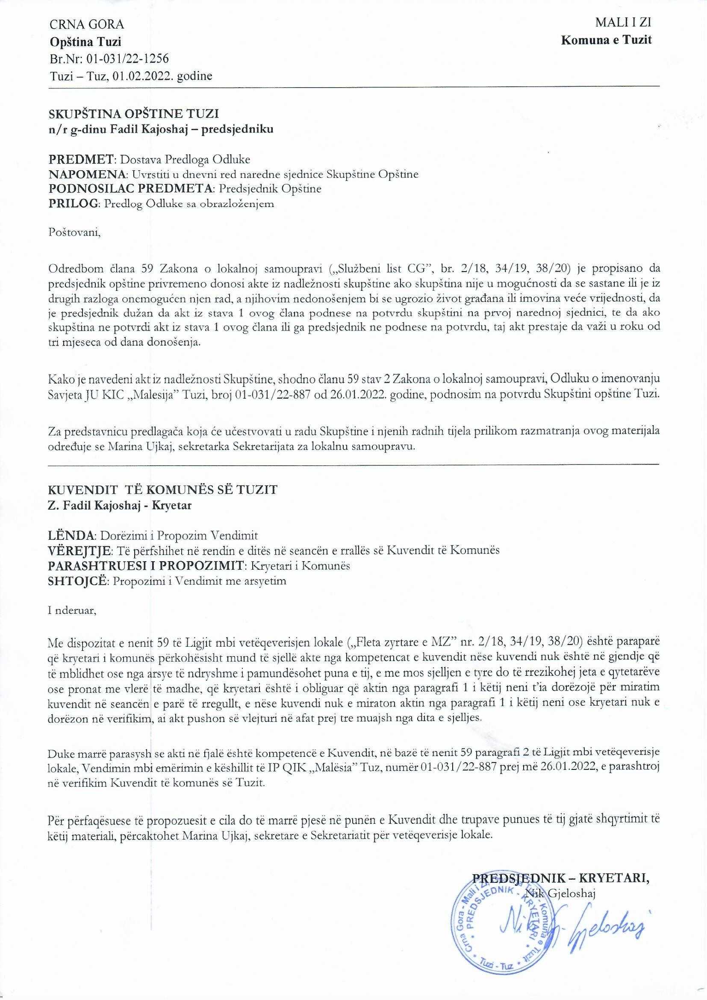 CRNA GORA
Opština Tuzi
Br.Nr: 01-031/22-1256
Tuzi – Tuz, 01.02.2022. godine
MALI I ZI
Komuna e Tuzit
SKUPŠTINA OPŠTINE TUZI
n/r g-dinu Fadil Kajoshaj – predsjedniku
PREDMET: Dostava Predloga Odluke
NAPOMENA: Uvrstiti u dnevni red naredne sjednice Skupštine Opštine
PODNOSILAC PREDMETA: Predsjednik Opštine
PRILOG: Predlog Odluke sa obrazloženjem
Poštovani,
Odredbom člana 59 Zakona o lokalnoj samoupravi („Službeni list CG”, br. 2/18, 34/19, 38/20) je propisano da
predsjednik opštine privremeno donosi akte iz nadležnosti skupštine ako skupština nije u mogućnosti da se sastane ili je iz
drugih razloga onemogućen njen rad, a njihovim nedonošenjem bi se ugrozio život građana ili imovina veće vrijednosti, da
je predsjednik dužan da akt iz stava 1 ovog člana podnese na potvrdu skupštini na prvoj narednoj sjednici, te da ako
skupština ne potvrdi akt iz stava 1 ovog člana ili ga predsjednik ne podnese na potvrdu, taj akt prestaje da važi u roku od
tri mjeseca od dana donošenja.
Kako je navedeni akt iz nadležnosti Skupštine, shodno članu 59 stav 2 Zakona o lokalnoj samoupravi, Odluku o imenovanju
Savjeta JU KIC „Malesija” Tuzi, broj 01-031/22-887 od 26.01.2022. godine, podnosim na potvrdu Skupštini opštine Tuzi.
Za predstavnicu predlagača koja će učestvovati u radu Skupštine i njenih radnih tijela prilikom razmatranja ovog materijala
određuje se Marina Ujkaj, sekretarka Sekretarijata za lokalnu samoupravu.
KUVENDIT TË KOMUNËS SË TUZIT
Z. Fadil Kajoshaj - Kryetar
LËNDA: Dorëzimi i Propozim Vendimit
VËREJTJE: Të përfshihet në rendin e ditës në seancën e rrallës së Kuvendit të Komunës
PARASHTRUESI I PROPOZIMIT: Kryetari i Komunës
SHTOJCË: Propozimi i Vendimit me arsyetim
I nderuar,
Me dispozitat e nenit 59 të Ligjit mbi vetëqeverisjen lokale („Fleta zyrtare e MZ” nr. 2/18, 34/19, 38/20) është paraparë
që kryetari i komunës përkohësisht mund të sjellë akte nga kompetencat e kuvendit nëse kuvendi nuk është në gjendje që
të mblidhet ose nga arsye të ndryshme i pamundësohet puna e tij, e me mos sjelljen e tyre do të rrezikohej jeta e qytetarëve
ose pronat me vlerë të madhe, që kryetari është i obliguar që aktin nga paragrafi 1 i këtij neni t’ia dorëzojë për miratim
kuvendit në seancën e parë të rregullt, e nëse kuvendi nuk e miraton aktin nga paragrafi 1 i këtij neni ose kryetari nuk e
dorëzon në verifikim, ai akt pushon së vlejturi në afat prej tre muajsh nga dita e sjelljes.
Duke marrë parasysh se akti në fjalë është kompetencë e Kuvendit, në bazë të nenit 59 paragrafi 2 të Ligjit mbi vetëqeverisje
lokale, Vendimin mbi emërimin e këshillit të IP QIK „Malësia” Tuz, numër 01-031/22-887 prej më 26.01.2022, e parashtroj
në verifikim Kuvendit të komunës së Tuzit.
Për përfaqësuese të propozuesit e cila do të marrë pjesë në punën e Kuvendit dhe trupave punues të tij gjatë shqyrtimit të
këtij materiali, përcaktohet Marina Ujkaj, sekretare e Sekretariatit për vetëqeverisje lokale.
PREDSJEDNIK – KRYETARI,
Nik Gjeloshaj
Crna Gora - Mali i Zi, Opština Tuzi - Komuna e Tuzit
* PREDSJEDNIK - KRYETARI *
* Tuzi - Tuz *
Nik Gjeloshaj